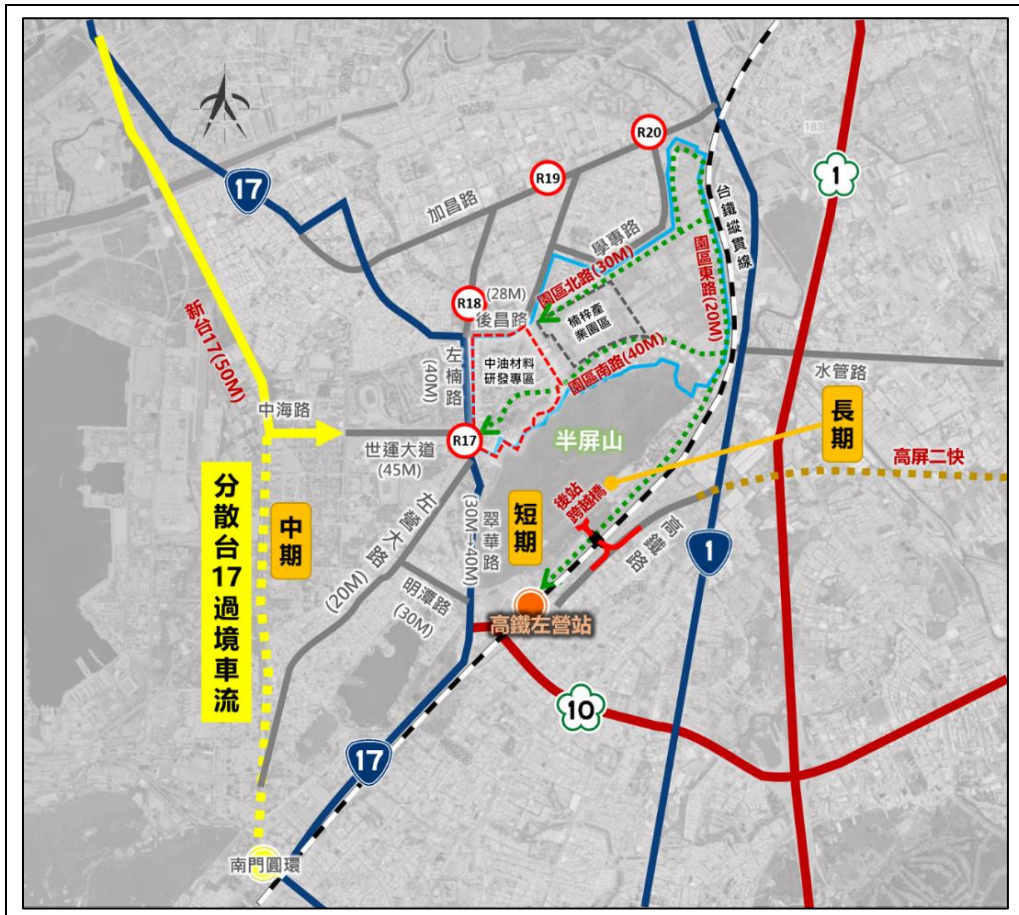 17
R20
R19
183
1
加昌路
學專路
台鐵縱貫線
園區北路(30M)
園區東路(20M)
新台17(50M)
R18
(28M)
後昌路
楠梓產
業園區
中油材料
研發專區
園區南路(40M)
左楠路
(40M)
水管路
中海路
R17
世運大道
(45M)
半屏山
長期
高屏二快
分散台17過境車流
中期
左營大路
(20M)
翠華路
(30M→40M)
短期
後站
跨越橋
高鐵路
1
明潭路
(30M)
高鐵左營站
10
17
南門圓環